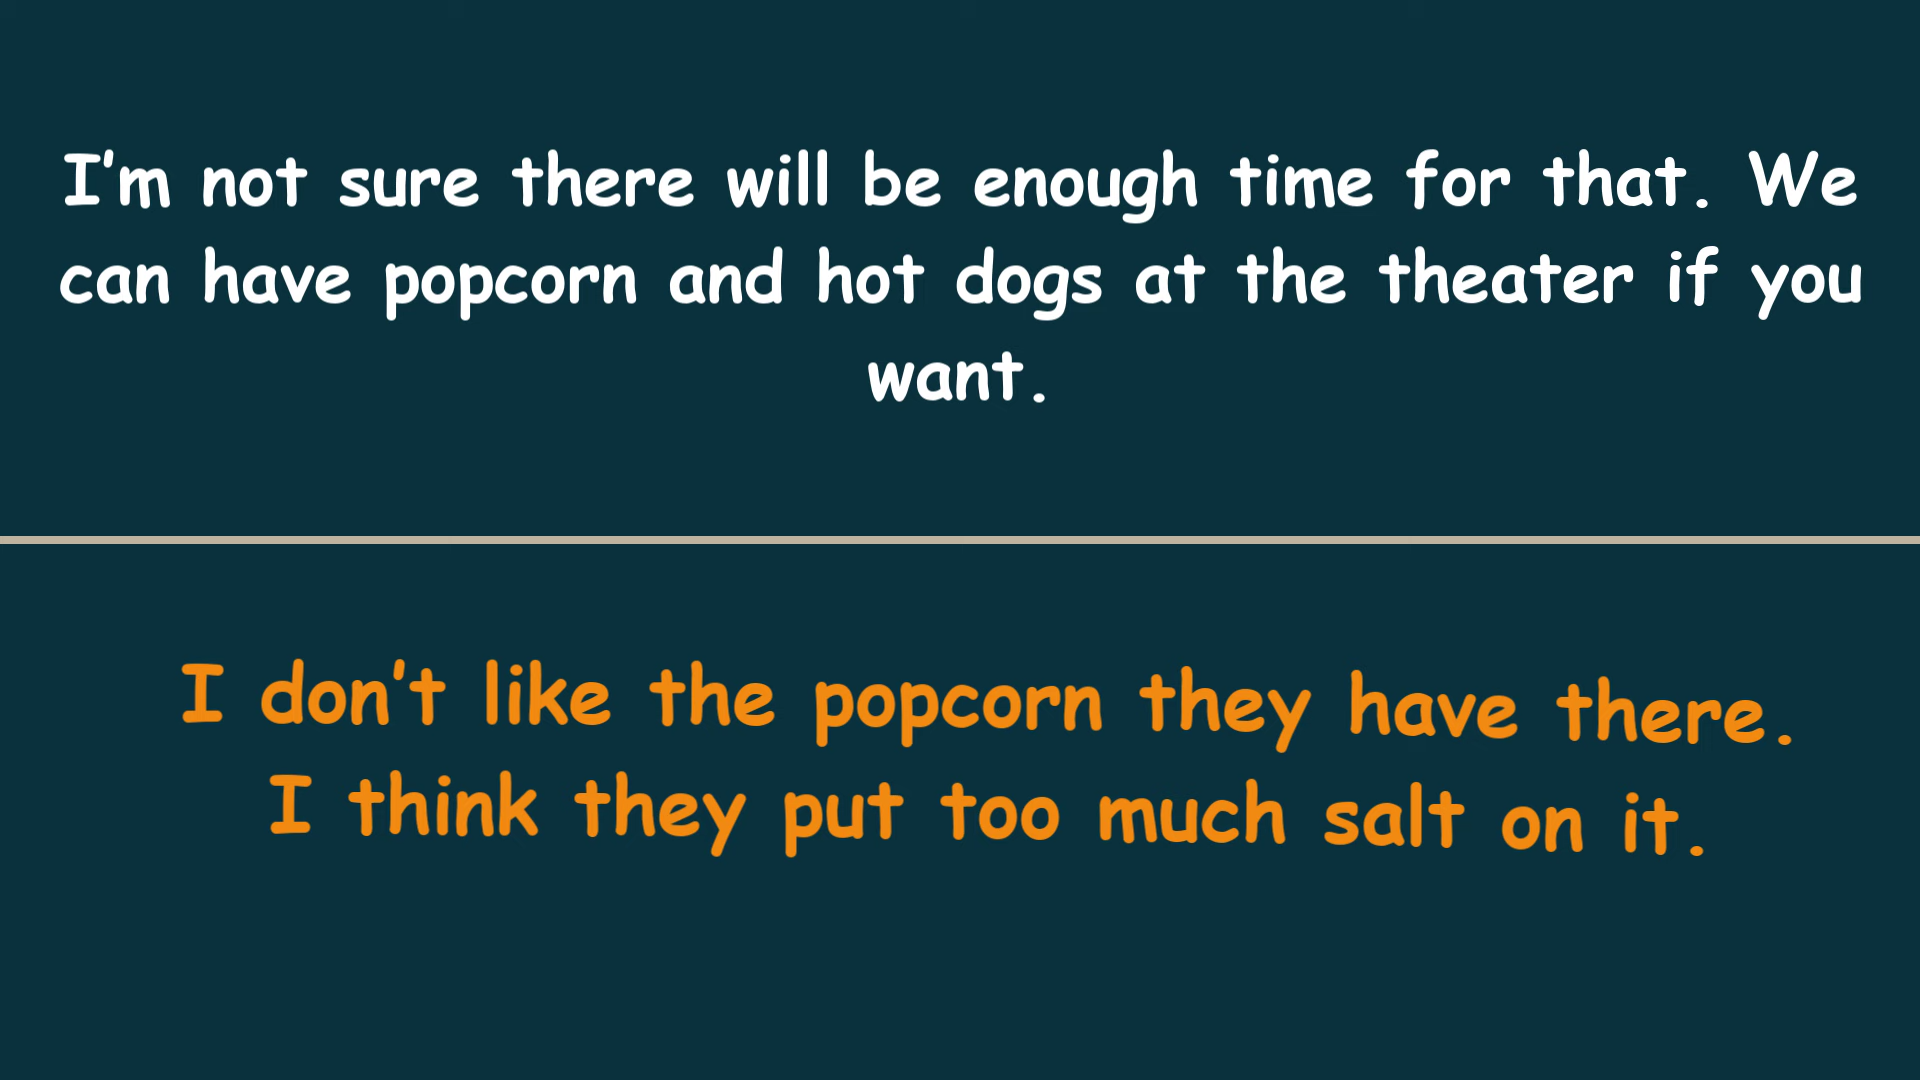 I'm not sure there will be enough time for that. We
can have popcorn and hot dogs at the theater if you
want.
I don't like the popcorn they have there.
I think they put too much salt on it.